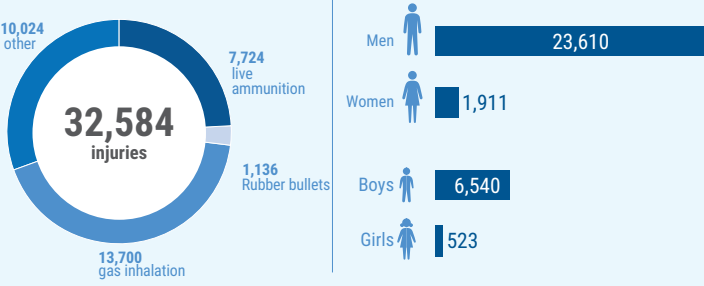 10,024
other
7,724
live
ammunition
32,584
injuries
1,136
Rubber bullets
13,700
gas inhalation
Men
23,610
Women
1,911
Boys
6,540
Girls
523